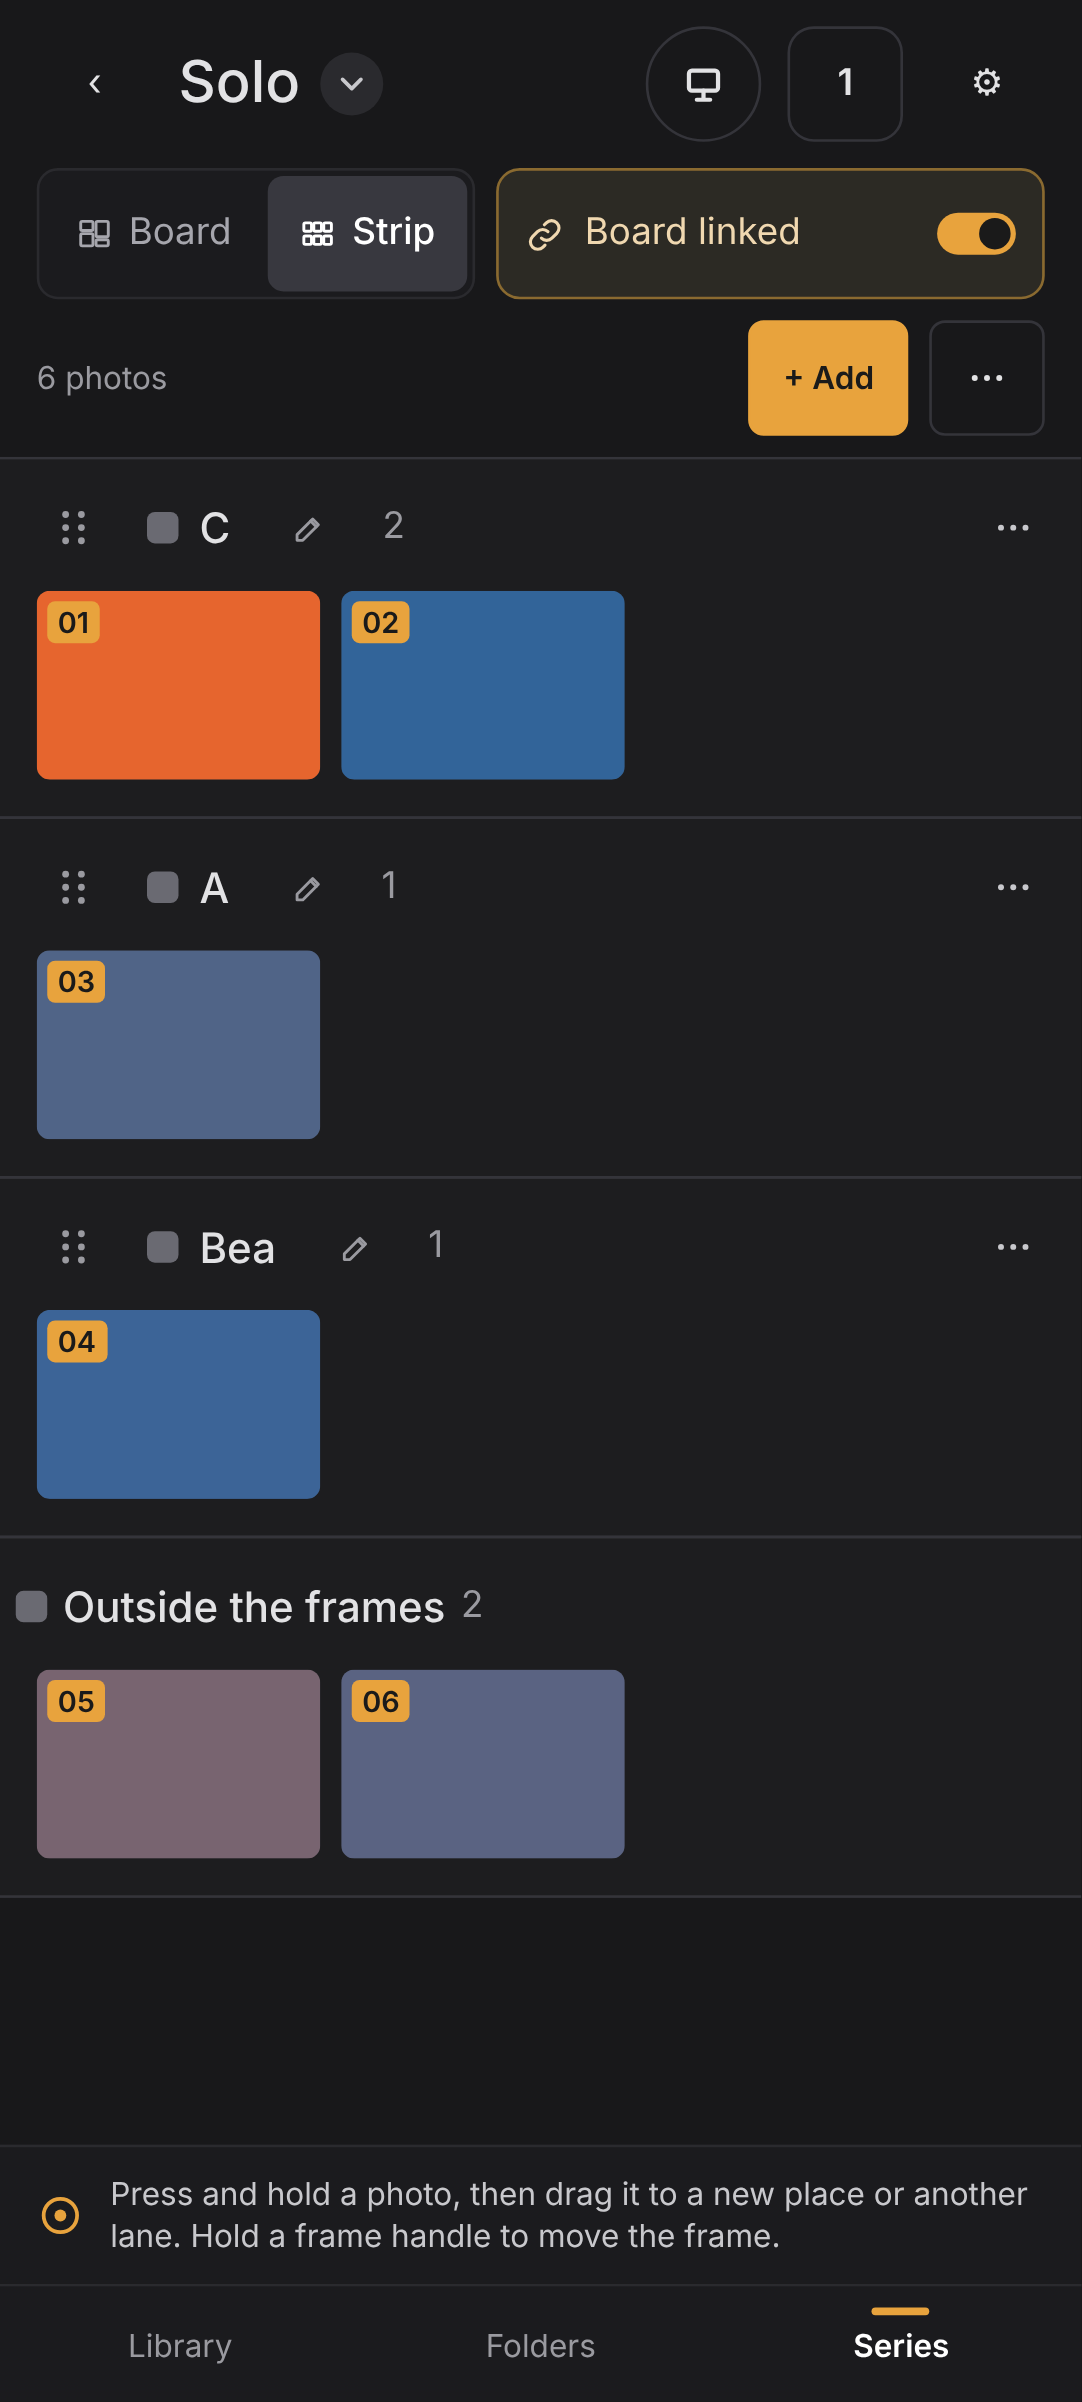 Solo
1
Board
Strip
Board linked
6 photos
+ Add
C
2
01
02
A
1
03
Bea
1
04
Outside the frames 2
05
06
Press and hold a photo, then drag it to a new place or another
lane. Hold a frame handle to move the frame.
Library
Folders
Series